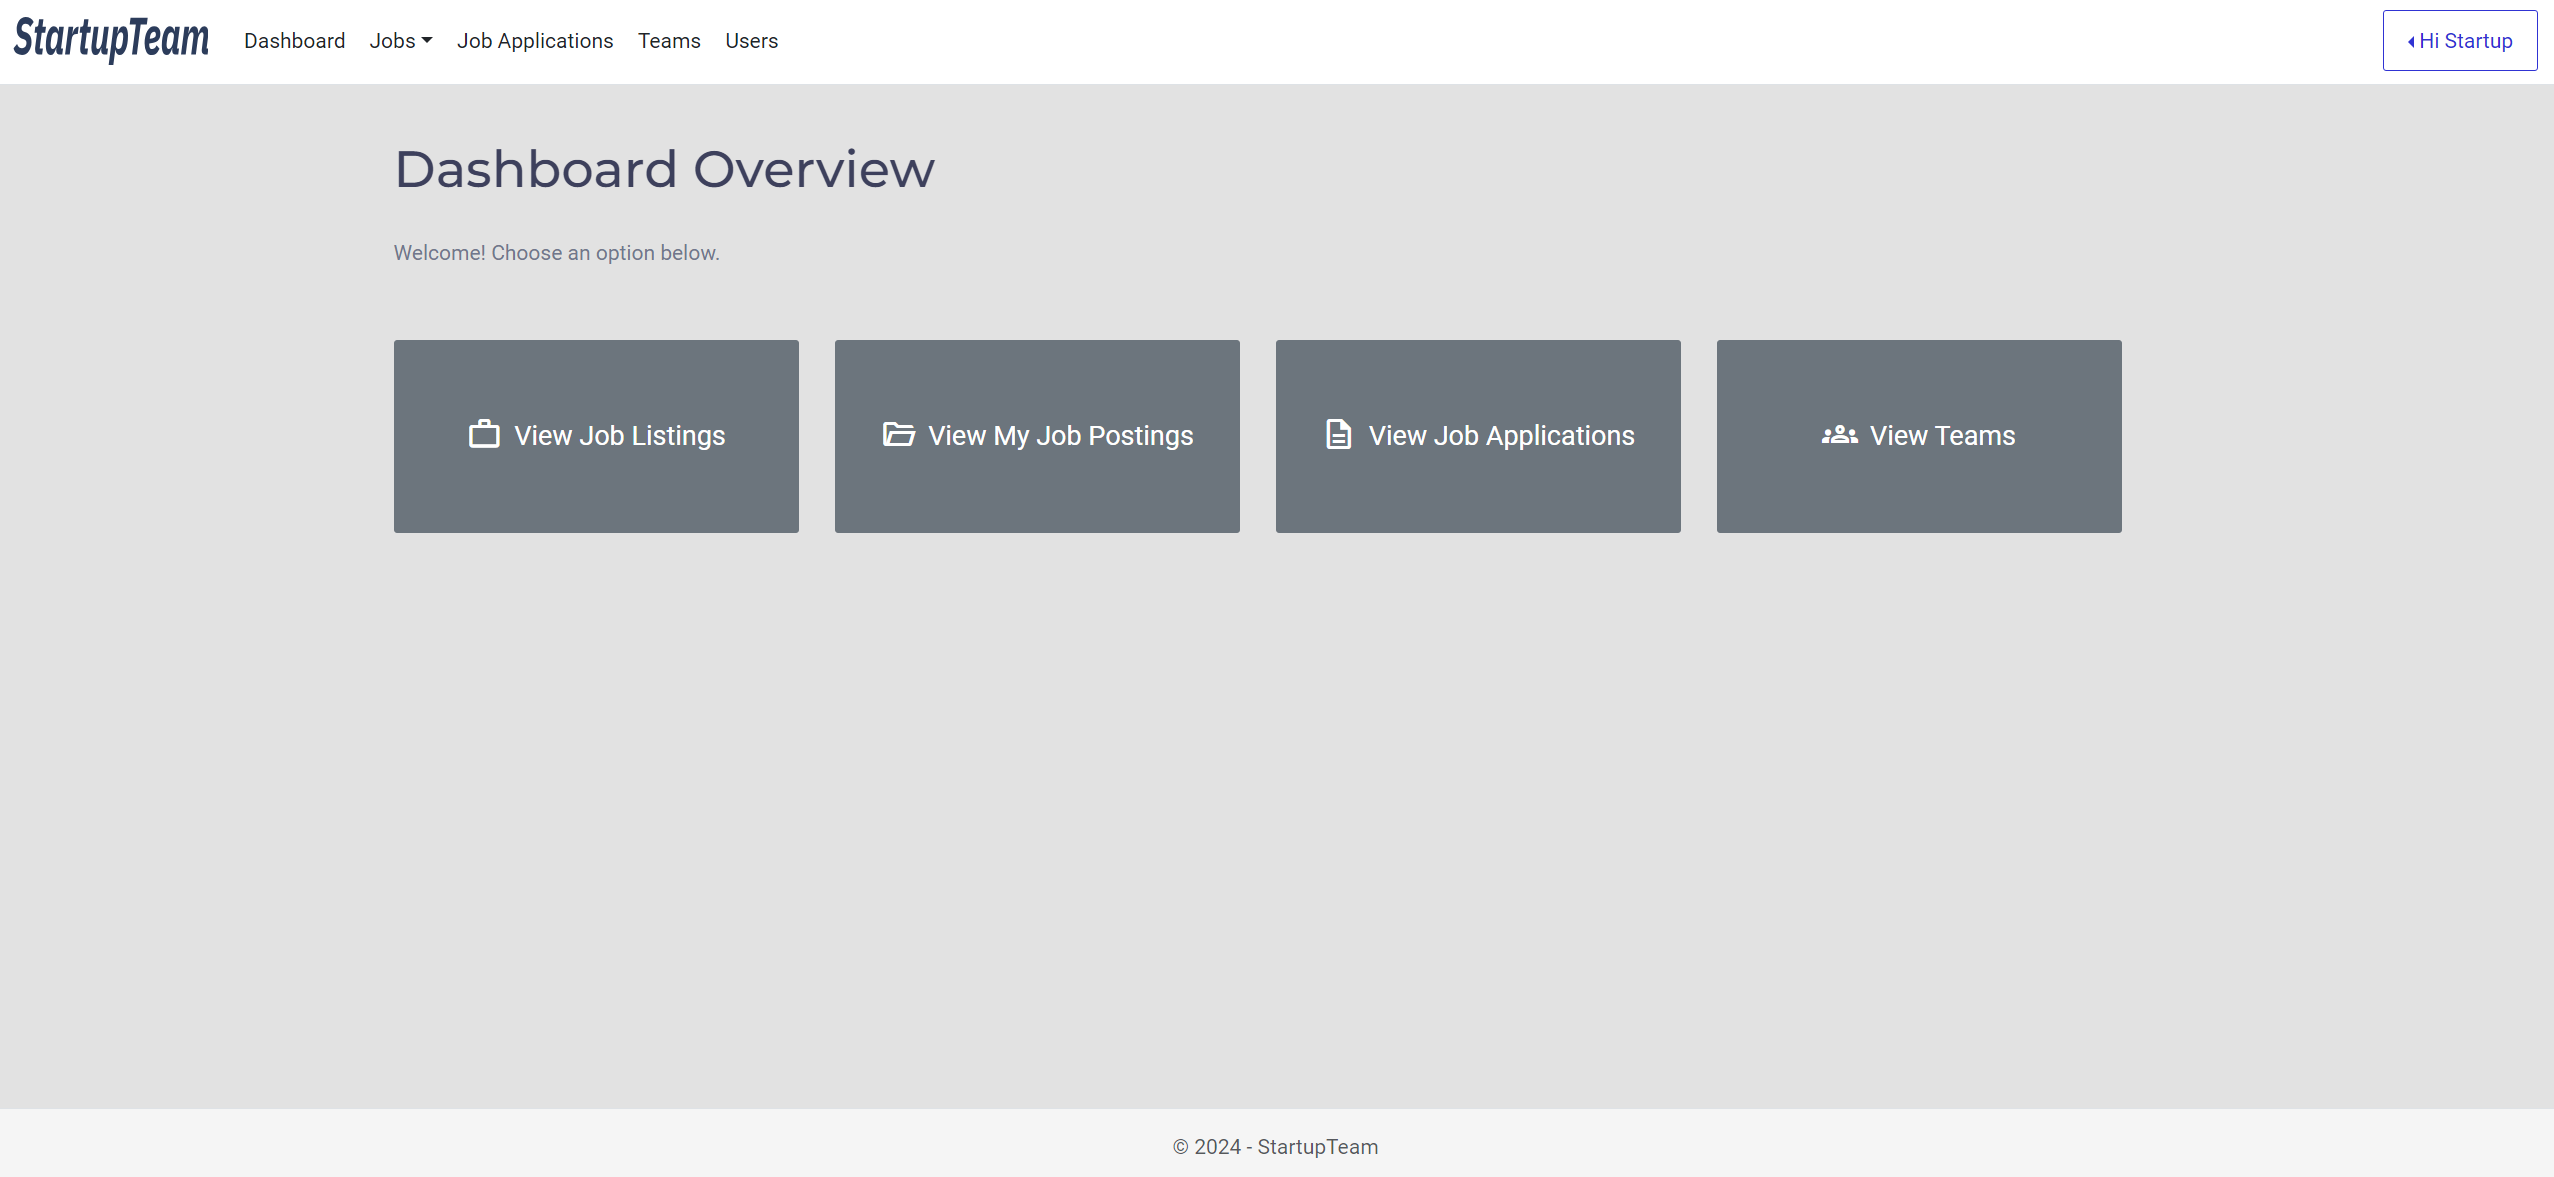 StartupTeam Dashboard Jobs Job Applications Teams Users Hi Startup
Dashboard Overview
Welcome! Choose an option below.
View Job Listings View My Job Postings View Job Applications View Teams
© 2024 - StartupTeam